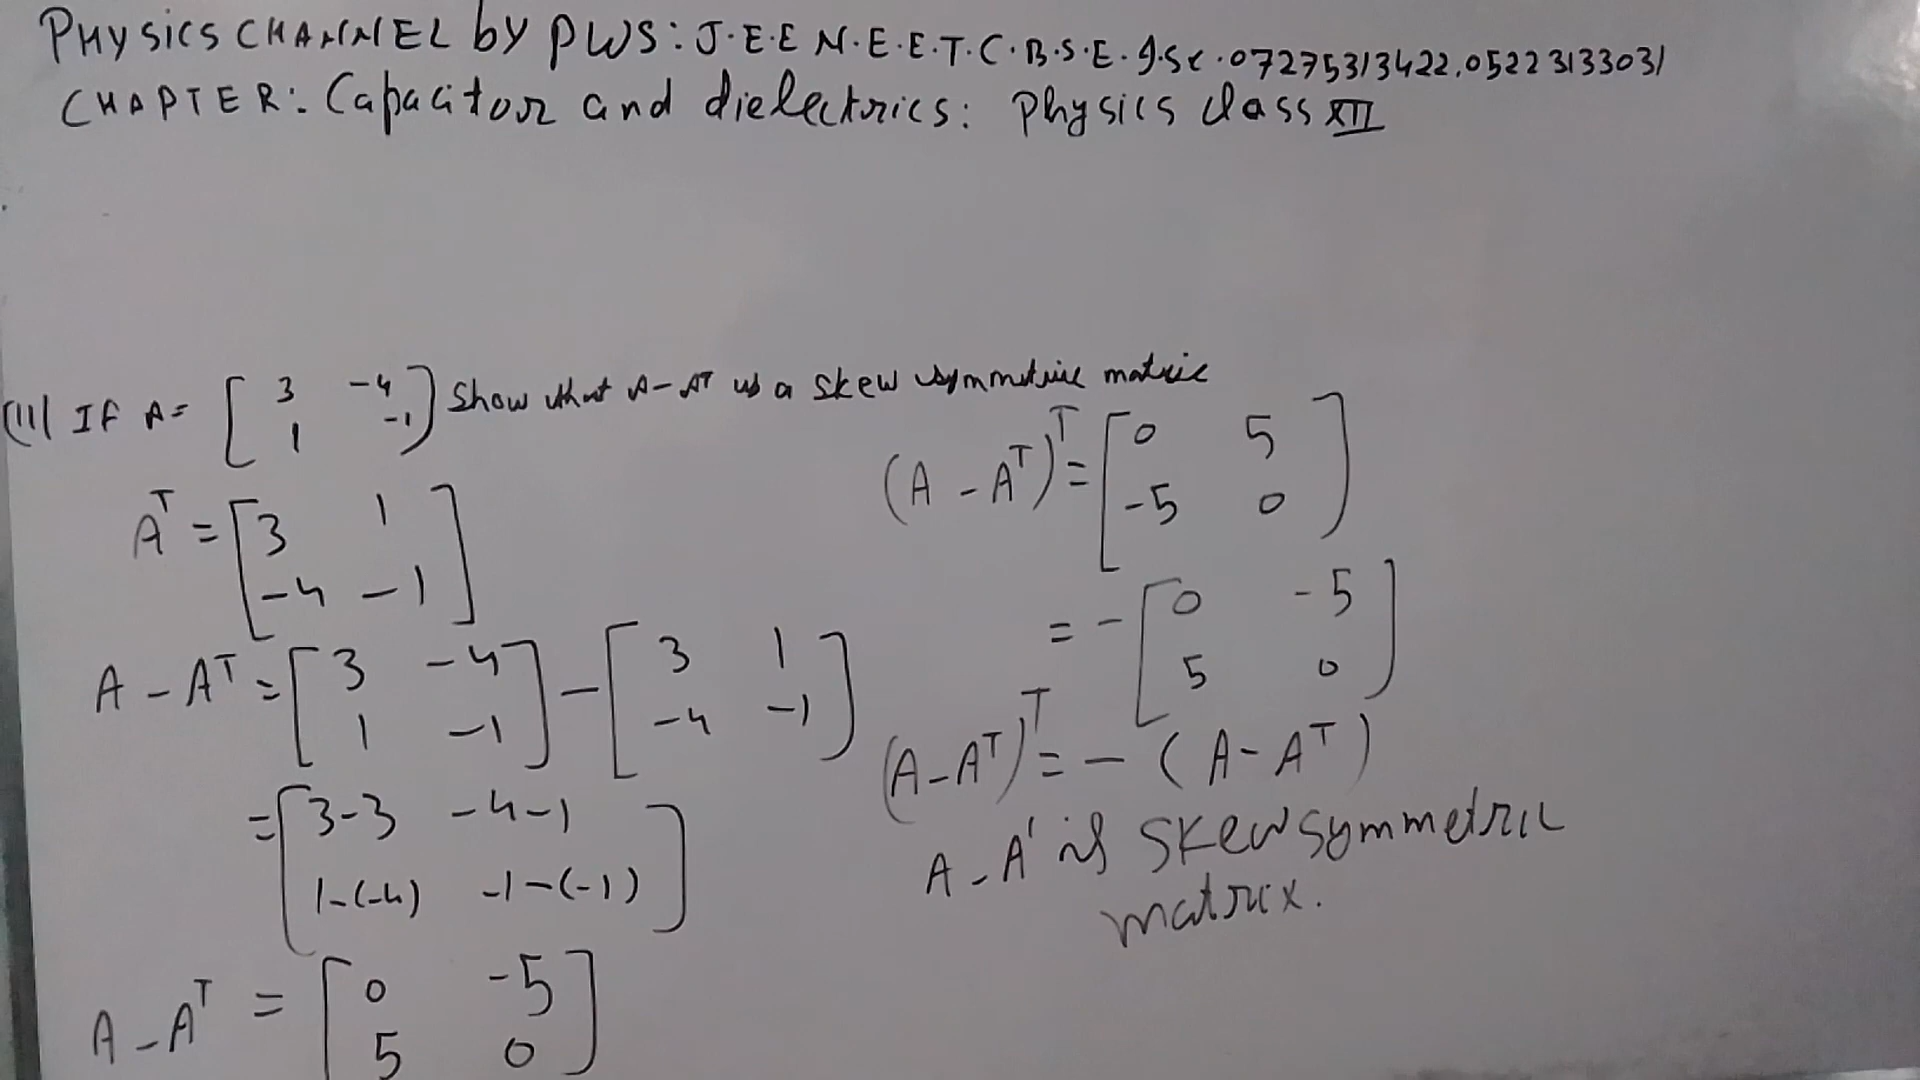 PHYSICS CHANNEL by PWS: J.E.E N.E.E.T.C.B.S.E. I.Sc. 07275313422, 05223133031
CHAPTER: Capacitor and dielectrics: Physics class XII
(11) If A = [ 3 -4
1 -1 ] Show that A - Aᵀ is a skew symmetric matric
Aᵀ = [ 3 1
-4 -1 ]
A - Aᵀ = [ 3 -4
1 -1 ] - [ 3 1
-4 -1 ]
= [ 3-3 -4-1
1-(-4) -1-(-1) ]
A - Aᵀ = [ 0 -5
5 0 ]
(A - Aᵀ)ᵀ = [ 0 5
-5 0 ]
= - [ 0 -5
5 0 ]
(A - Aᵀ)ᵀ = - (A - Aᵀ)
A - A' is skew symmetric
matrix.